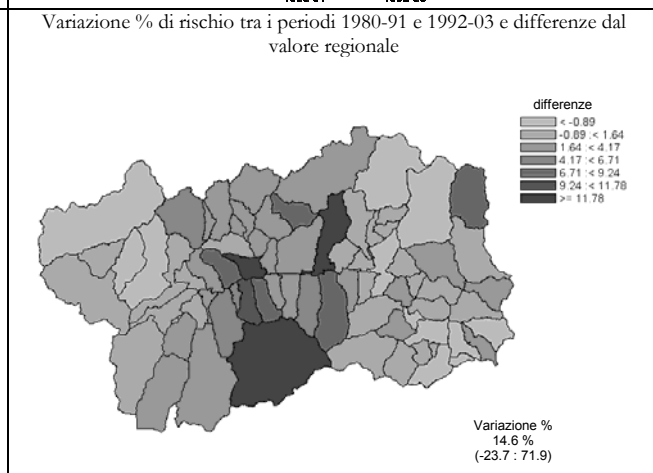 Variazione % di rischio tra i periodi 1980-91 e 1992-03 e differenze dal
valore regionale
differenze
< -0.89
-0.89 :< 1.64
1.64 :< 4.17
4.17 :< 6.71
6.71 :< 9.24
9.24 :< 11.78
>= 11.78
Variazione %
14.6 %
(-23.7 : 71.9)